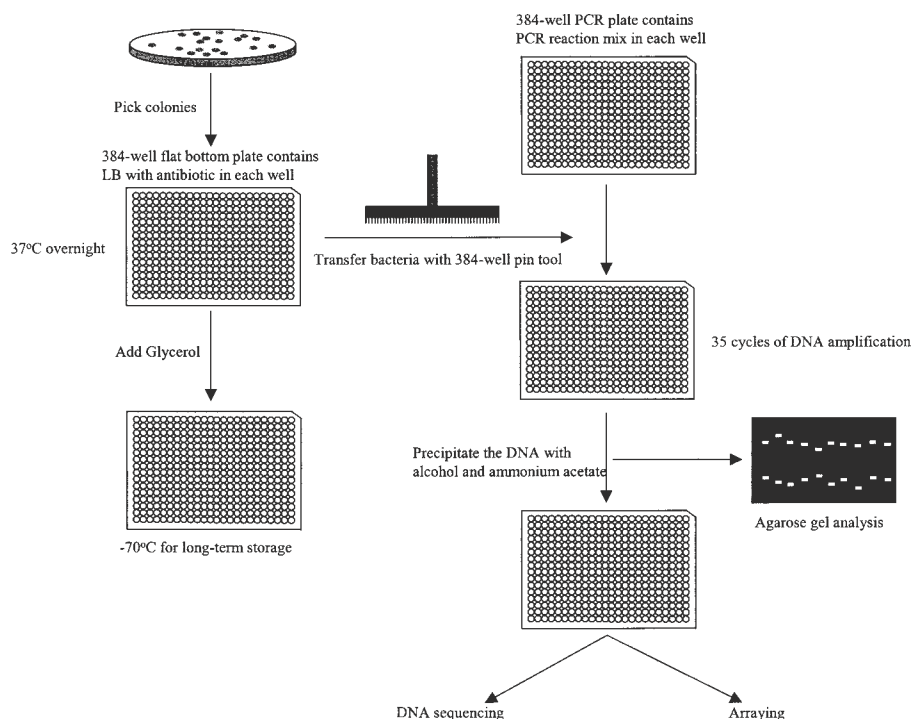 384-well PCR plate contains
PCR reaction mix in each well
Pick colonies
384-well flat bottom plate contains
LB with antibiotic in each well
37ºC overnight
Transfer bacteria with 384-well pin tool
35 cycles of DNA amplification
Add Glycerol
Precipitate the DNA with
alcohol and ammonium acetate
Agarose gel analysis
-70ºC for long-term storage
DNA sequencing
Arraying